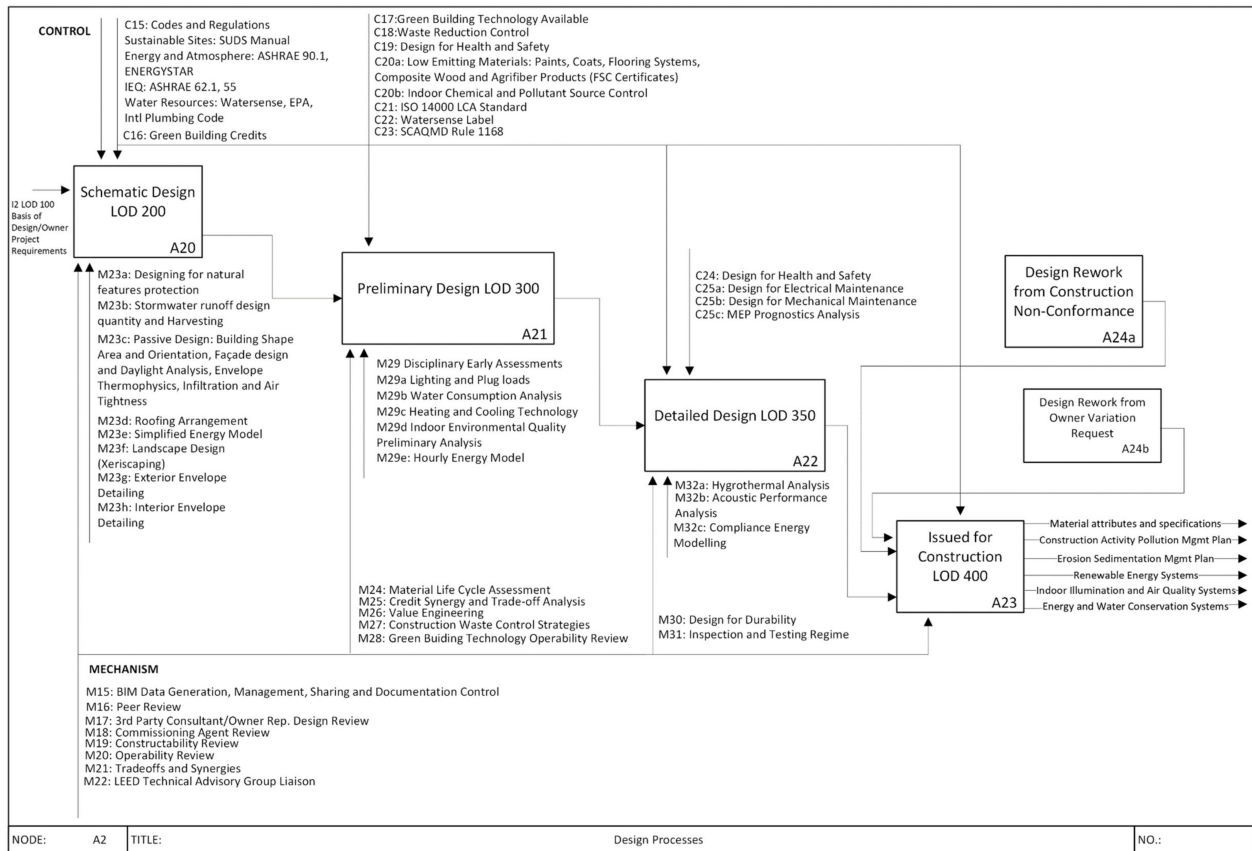 CONTROL
C15: Codes and Regulations
Sustainable Sites: SUDS Manual
Energy and Atmosphere: ASHRAE 90.1,
ENERGYSTAR
IEQ: ASHRAE 62.1, 55
Water Resources: Watersense, EPA,
Intl Plumbing Code
C16: Green Building Credits
C17:Green Building Technology Available
C18:Waste Reduction Control
C19: Design for Health and Safety
C20a: Low Emitting Materials: Paints, Coats, Flooring Systems,
Composite Wood and Agrifiber Products (FSC Certificates)
C20b: Indoor Chemical and Pollutant Source Control
C21: ISO 14000 LCA Standard
C22: Watersense Label
C23: SCAQMD Rule 1168
I2 LOD 100
Basis of
Design/Owner
Project
Requirements
Schematic Design
LOD 200
A20
M23a: Designing for natural
features protection
M23b: Stormwater runoff design
quantity and Harvesting
M23c: Passive Design: Building Shape
Area and Orientation, Façade design
and Daylight Analysis, Envelope
Thermophysics, Infiltration and Air
Tightness
M23d: Roofing Arrangement
M23e: Simplified Energy Model
M23f: Landscape Design
(Xeriscaping)
M23g: Exterior Envelope
Detailing
M23h: Interior Envelope
Detailing
Preliminary Design LOD 300
A21
M29 Disciplinary Early Assessments
M29a Lighting and Plug loads
M29b Water Consumption Analysis
M29c Heating and Cooling Technology
M29d Indoor Environmental Quality
Preliminary Analysis
M29e: Hourly Energy Model
M24: Material Life Cycle Assessment
M25: Credit Synergy and Trade-off Analysis
M26: Value Engineering
M27: Construction Waste Control Strategies
M28: Green Buiding Technology Operability Review
C24: Design for Health and Safety
C25a: Design for Electrical Maintenance
C25b: Design for Mechanical Maintenance
C25c: MEP Prognostics Analysis
Detailed Design LOD 350
A22
M32a: Hygrothermal Analysis
M32b: Acoustic Performance
Analysis
M32c: Compliance Energy
Modelling
M30: Design for Durability
M31: Inspection and Testing Regime
Design Rework
from Construction
Non-Conformance
A24a
Design Rework from
Owner Variation
Request
A24b
Issued for
Construction
LOD 400
A23
Material attributes and specifications
Construction Activity Pollution Mgmt Plan
Erosion Sedimentation Mgmt Plan
Renewable Energy Systems
Indoor Illumination and Air Quality Systems
Energy and Water Conservation Systems
MECHANISM
M15: BIM Data Generation, Management, Sharing and Documentation Control
M16: Peer Review
M17: 3rd Party Consultant/Owner Rep. Design Review
M18: Commissioning Agent Review
M19: Constructability Review
M20: Operability Review
M21: Tradeoffs and Synergies
M22: LEED Technical Advisory Group Liaison
NODE: A2 TITLE: Design Processes NO.: